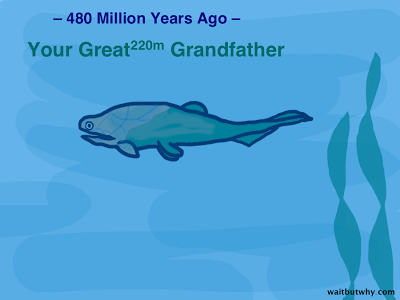 – 480 Million Years Ago –
Your Great220m Grandfather
waitbutwhy.com